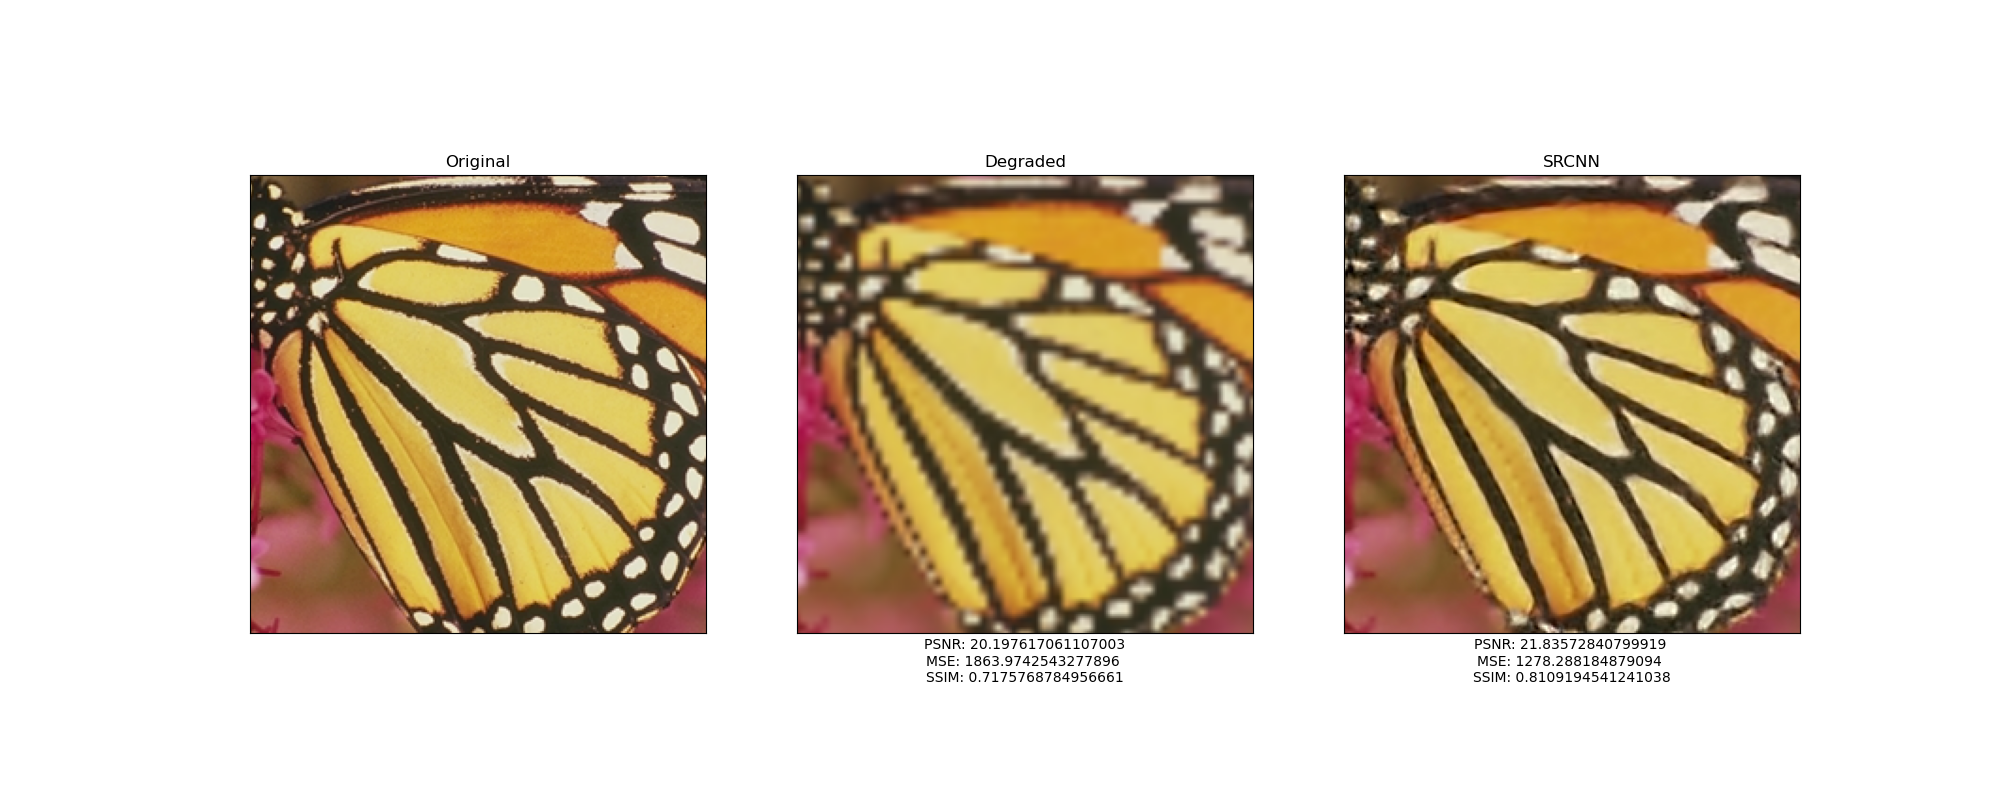 Original
Degraded
SRCNN
PSNR: 20.197617061107003
MSE: 1863.9742543277896
SSIM: 0.7175768784956661
PSNR: 21.83572840799919
MSE: 1278.288184879094
SSIM: 0.8109194541241038